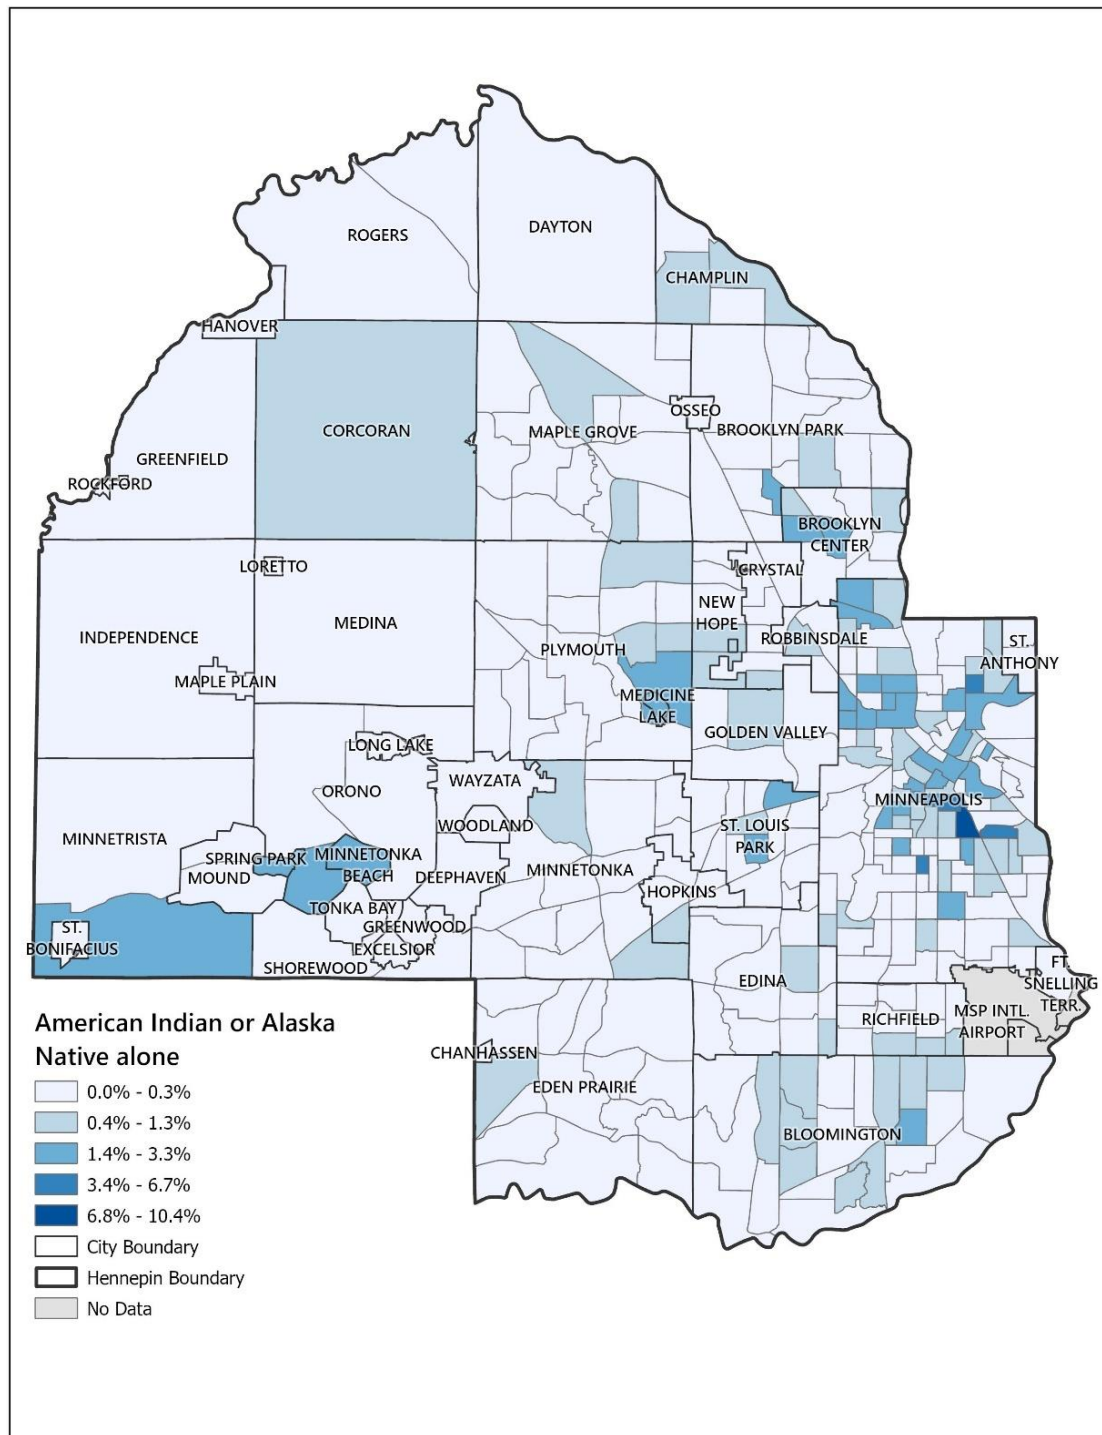 DAYTON
ROGERS
CHAMPLIN
HANOVER
OSSEO
CORCORAN
MAPLE GROVE
BROOKLYN PARK
GREENFIELD
ROCKFORD
BROOKLYN
CENTER
LORETTO
CRYSTAL
NEW
HOPE
INDEPENDENCE
MEDINA
ROBBINSDALE
ST.
ANTHONY
PLYMOUTH
MAPLE PLAIN
MEDICINE
LAKE
GOLDEN VALLEY
LONG LAKE
WAYZATA
ORONO
MINNEAPOLIS
WOODLAND
ST. LOUIS
PARK
MINNETRISTA
SPRING PARK
MINNETONKA
BEACH
MOUND
DEEPHAVEN
MINNETONKA
HOPKINS
TONKA BAY
GREENWOOD
ST.
BONIFACIUS
EXCELSIOR
SHOREWOOD
EDINA
FT.
SNELLING
TERR.
MSP INTL.
AIRPORT
RICHFIELD
CHANHASSEN
EDEN PRAIRIE
BLOOMINGTON
American Indian or Alaska
Native alone
0.0% - 0.3%
0.4% - 1.3%
1.4% - 3.3%
3.4% - 6.7%
6.8% - 10.4%
City Boundary
Hennepin Boundary
No Data